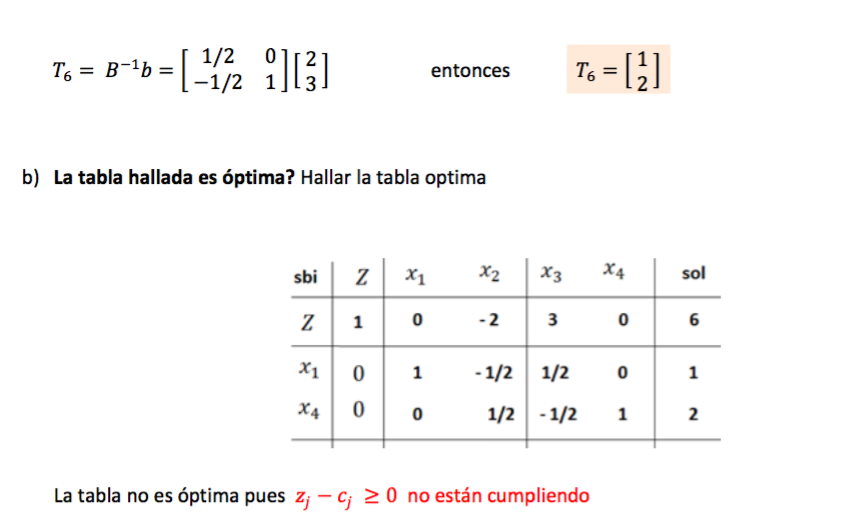 T₆ = B⁻¹b = [1/2 0; −1/2 1][2; 3] entonces T₆ = [1; 2]
b) La tabla hallada es óptima? Hallar la tabla optima
sbi Z x₁ x₂ x₃ x₄ sol
Z 1 0 -2 3 0 6
x₁ 0 1 -1/2 1/2 0 1
x₄ 0 0 1/2 -1/2 1 2
La tabla no es óptima pues zⱼ − cⱼ ≥ 0 no están cumpliendo